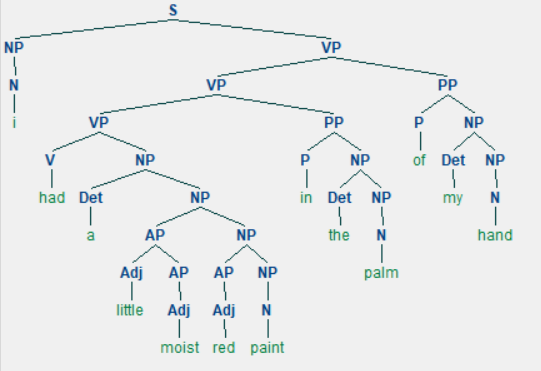 S
NP VP
N VP PP
i VP PP P NP
V NP P NP of Det NP
had Det NP in Det NP my N
a AP NP the N hand
Adj AP AP NP palm
little Adj Adj N
moist red paint